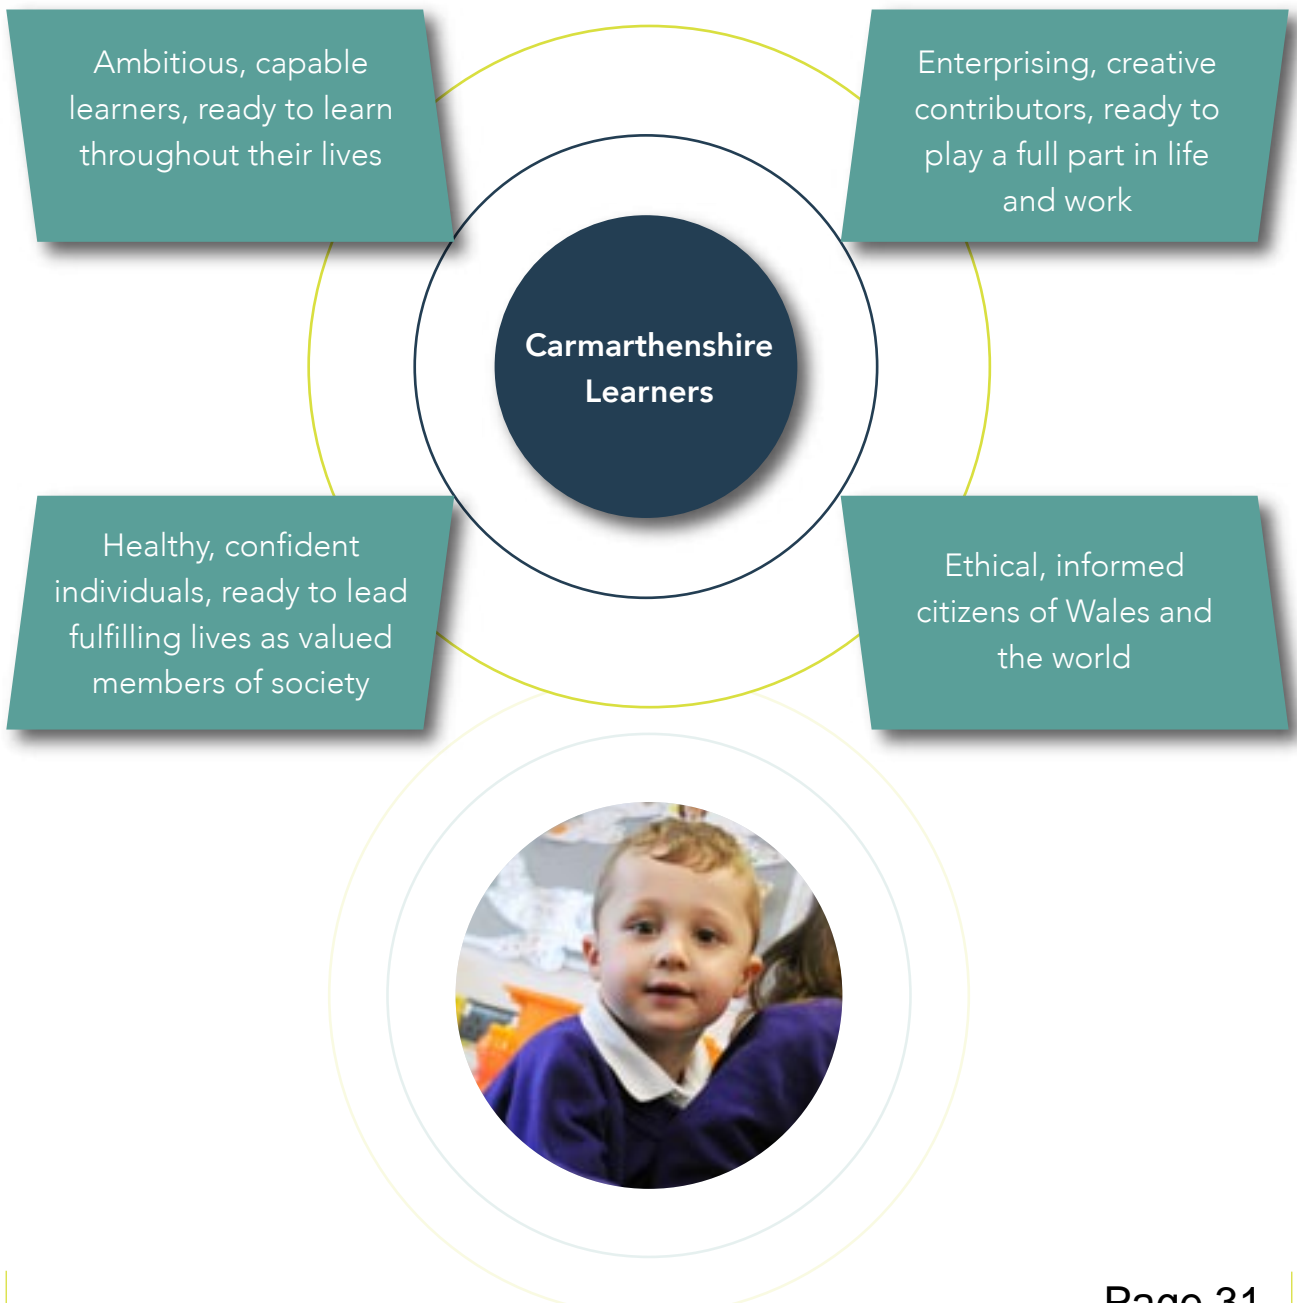 Ambitious, capable
learners, ready to learn
throughout their lives
Enterprising, creative
contributors, ready to
play a full part in life
and work
Carmarthenshire
Learners
Healthy, confident
individuals, ready to lead
fulfilling lives as valued
members of society
Ethical, informed
citizens of Wales and
the world
Page 31